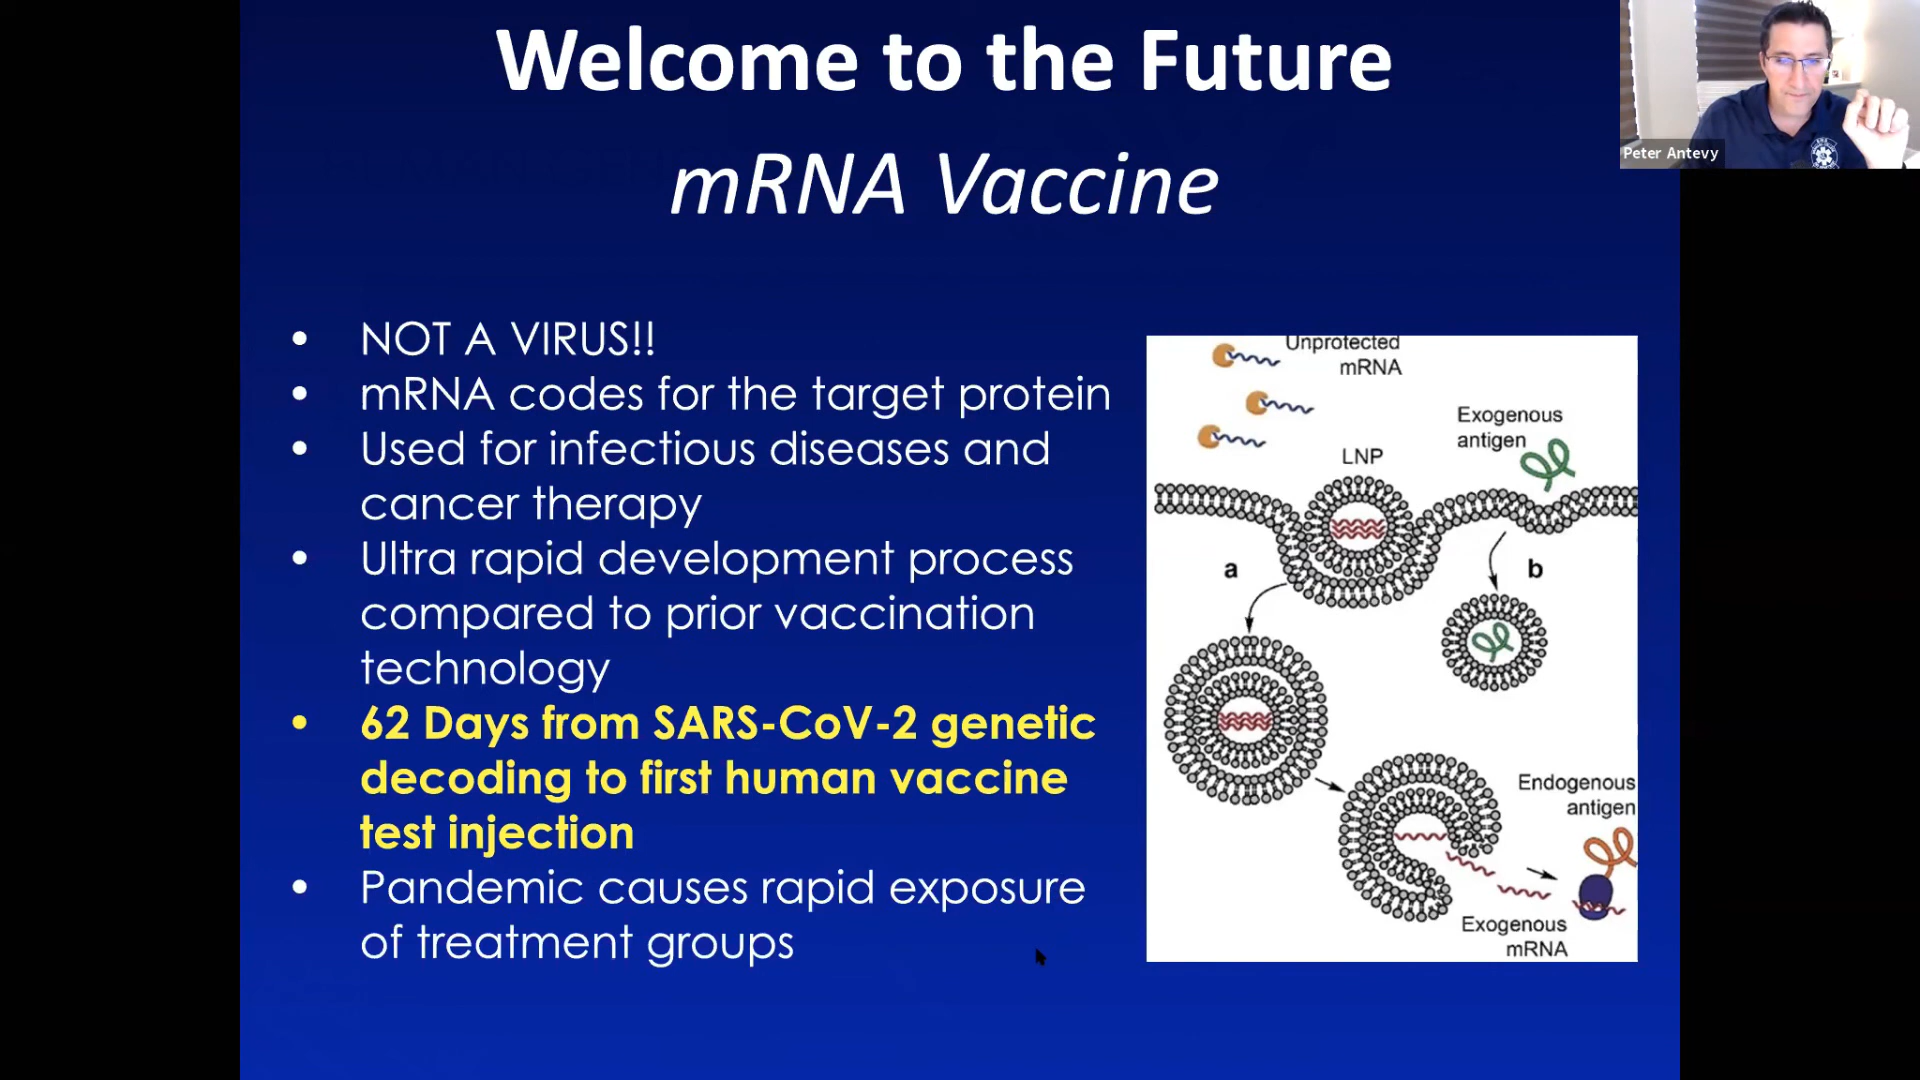 Welcome to the Future
mRNA Vaccine
Peter Antevy
• NOT A VIRUS!!
• mRNA codes for the target protein
• Used for infectious diseases and
cancer therapy
• Ultra rapid development process
compared to prior vaccination
technology
• 62 Days from SARS-CoV-2 genetic
decoding to first human vaccine
test injection
• Pandemic causes rapid exposure
of treatment groups
Unprotected
mRNA
Exogenous
antigen
LNP
a
b
Endogenous
antigen
Exogenous
mRNA